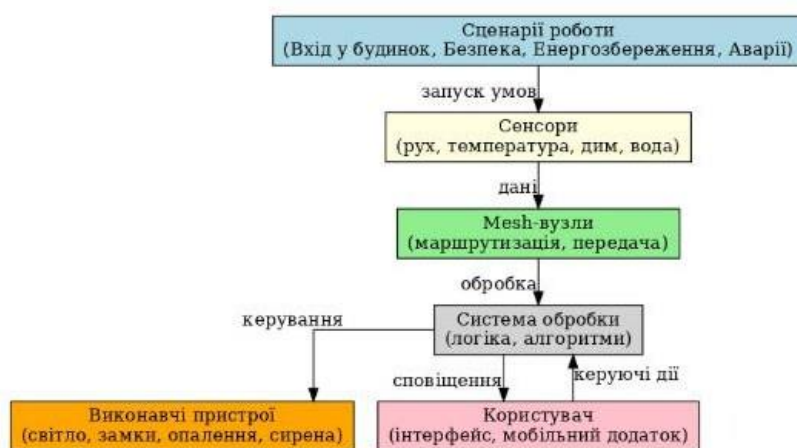 Сценарії роботи
(Вхід у будинок, Безпека, Енергозбереження, Аварії)
запуск умов
Сенсори
(рух, температура, дим, вода)
дані
Mesh-вузли
(маршрутизація, передача)
обробка
Система обробки
(логіка, алгоритми)
керування
сповіщення
керуючі дії
Виконавчі пристрої
(світло, замки, опалення, сирена)
Користувач
(інтерфейс, мобільний додаток)